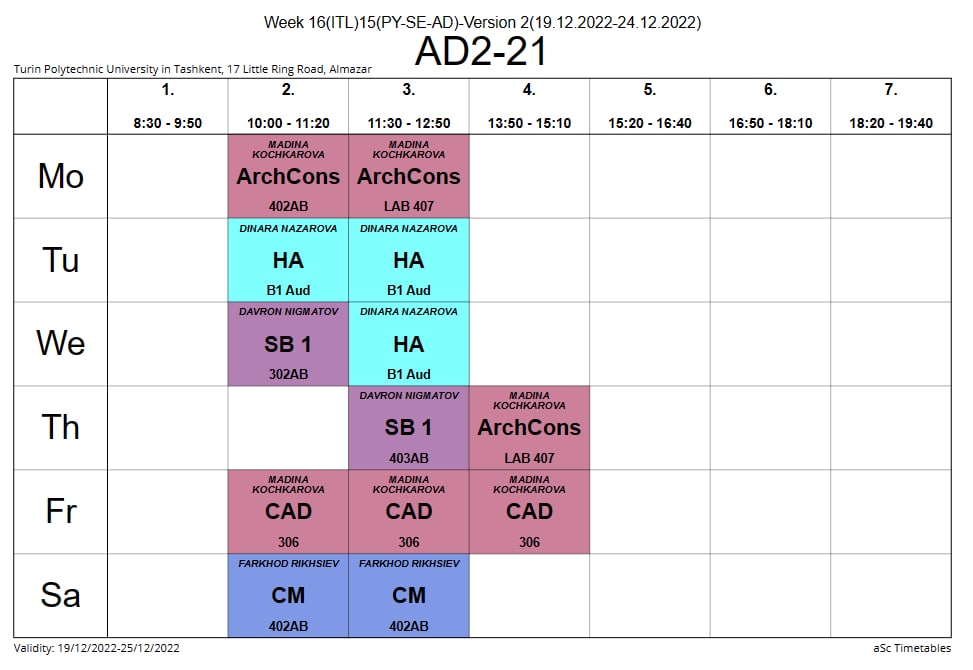 Week 16(ITL)15(PY-SE-AD)-Version 2(19.12.2022-24.12.2022)
AD2-21
Turin Polytechnic University in Tashkent, 17 Little Ring Road, Almazar
1. 2. 3. 4. 5. 6. 7.
8:30 - 9:50 10:00 - 11:20 11:30 - 12:50 13:50 - 15:10 15:20 - 16:40 16:50 - 18:10 18:20 - 19:40
Mo
MADINA
KOCHKAROVA
ArchCons
402AB
MADINA
KOCHKAROVA
ArchCons
LAB 407
Tu
DINARA NAZAROVA
HA
B1 Aud
DINARA NAZAROVA
HA
B1 Aud
We
DAVRON NIGMATOV
SB 1
302AB
DINARA NAZAROVA
HA
B1 Aud
Th
DAVRON NIGMATOV
SB 1
403AB
MADINA
KOCHKAROVA
ArchCons
LAB 407
Fr
MADINA
KOCHKAROVA
CAD
306
MADINA
KOCHKAROVA
CAD
306
MADINA
KOCHKAROVA
CAD
306
Sa
FARKHOD RIKHSIEV
CM
402AB
FARKHOD RIKHSIEV
CM
402AB
Validity: 19/12/2022-25/12/2022
aSc Timetables